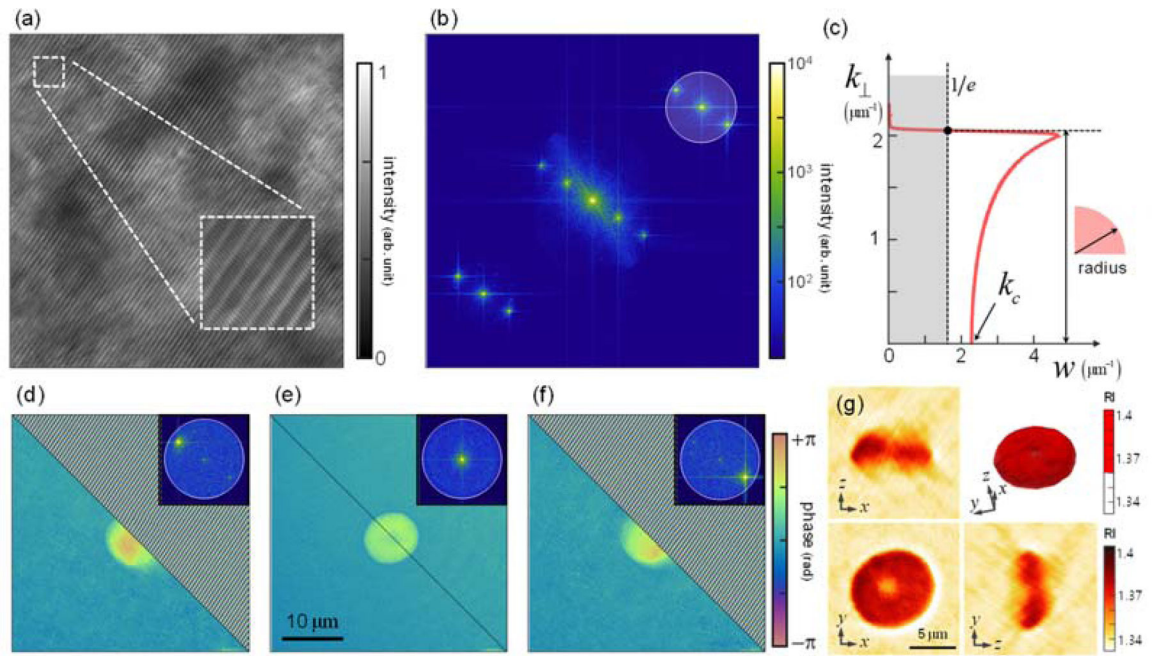 (a)
1
intensity (arb. unit)
0
(b)
10⁴
10³
10²
intensity (arb. unit)
(c)
k⊥
(μm⁻¹)
1/e
2
1
radius
k_c
0
2
4
w (μm⁻¹)
(d)
(e)
10 μm
(f)
+π
phase (rad)
−π
(g)
z
x
RI
1.4
1.37
1.34
z
x
y
y
x
5 μm
y
z
RI
1.4
1.37
1.34